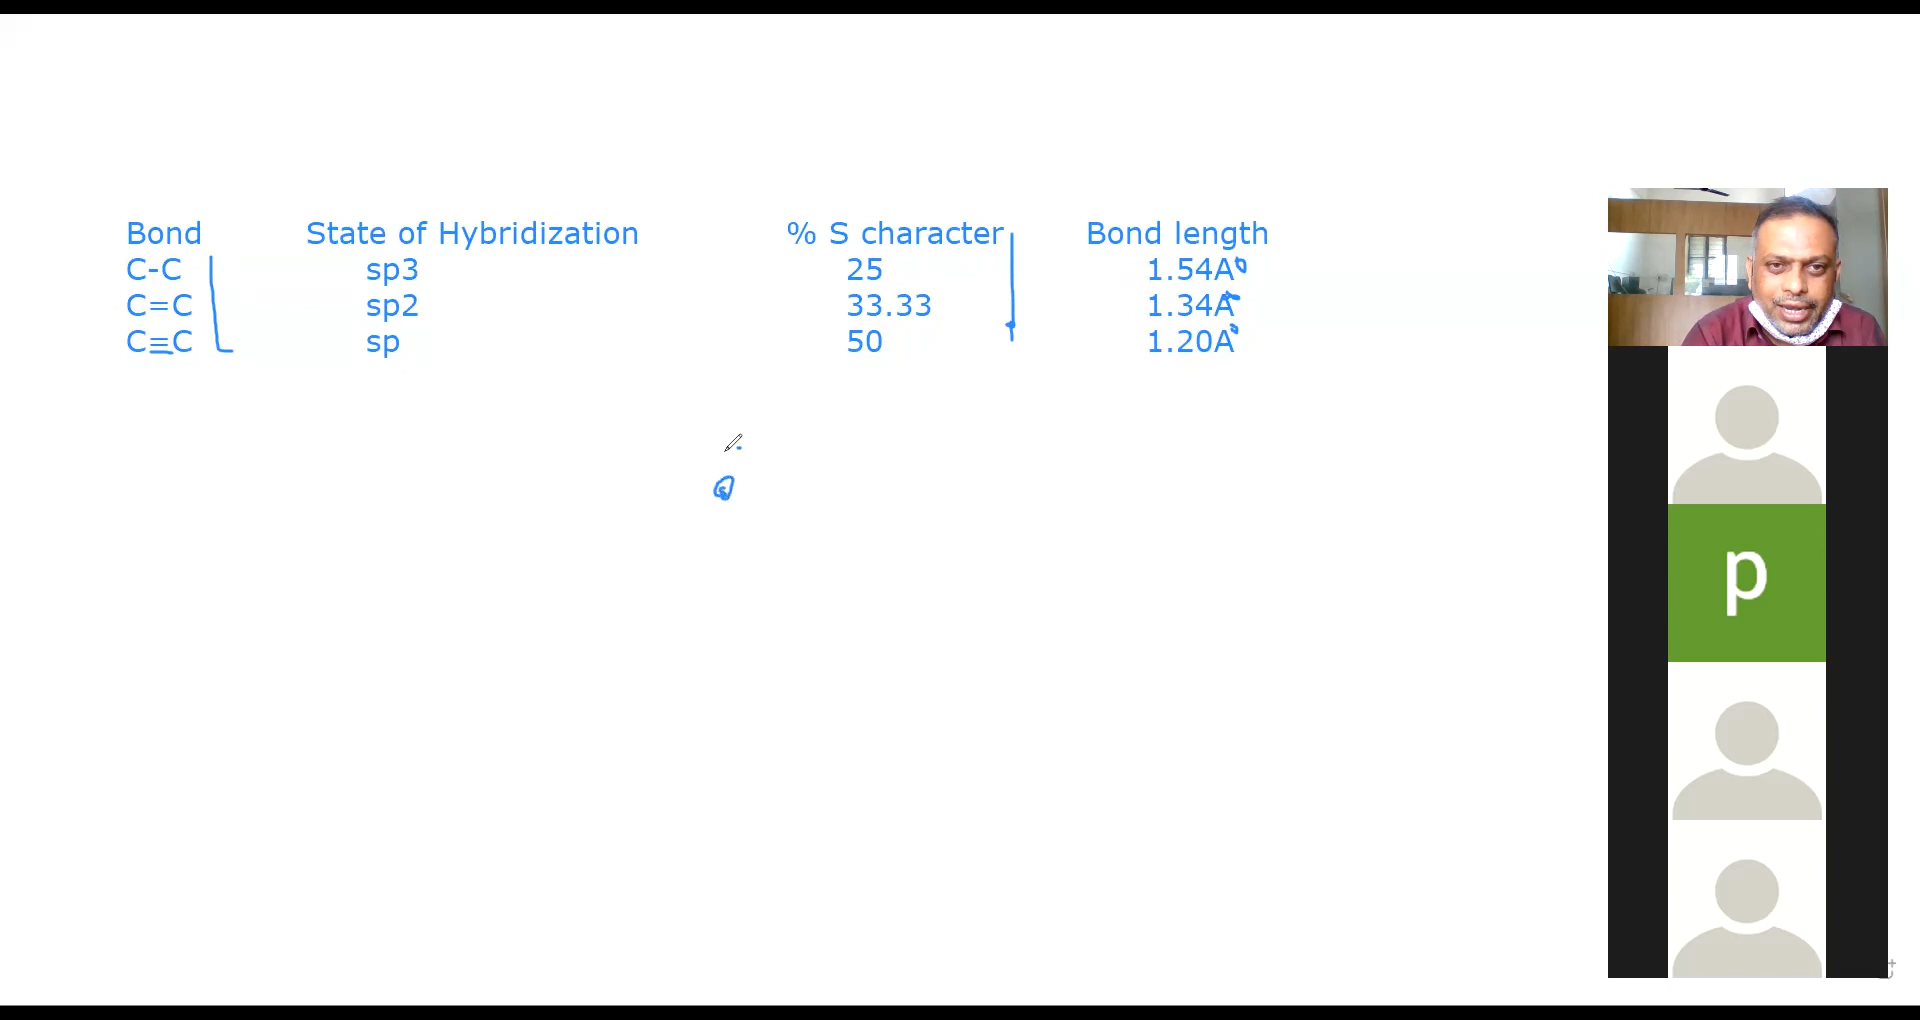 Bond State of Hybridization % S character Bond length
C-C sp3 25 1.54A°
C=C sp2 33.33 1.34A
C≡C sp 50 1.20A°
s
p